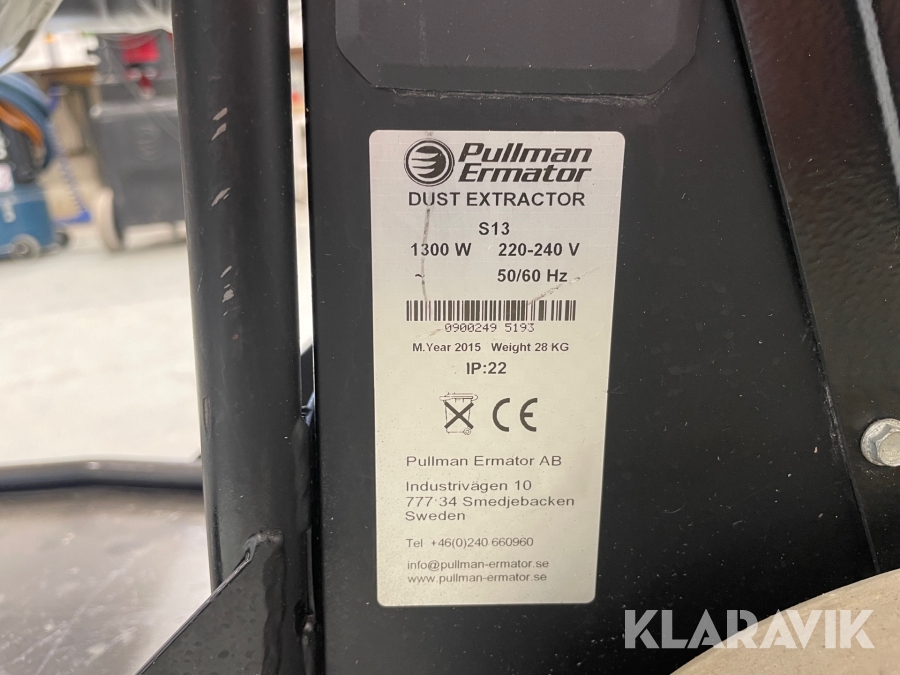 Pullman
Ermator
DUST EXTRACTOR
S13
1300 W 220-240 V
~ 50/60 Hz
0900249 5193
M.Year 2015 Weight 28 KG
IP:22
CE
Pullman Ermator AB
Industrivägen 10
777 34 Smedjebacken
Sweden
Tel +46(0)240 660960
info@pullman-ermator.se
www.pullman-ermator.se
KLARAVIK